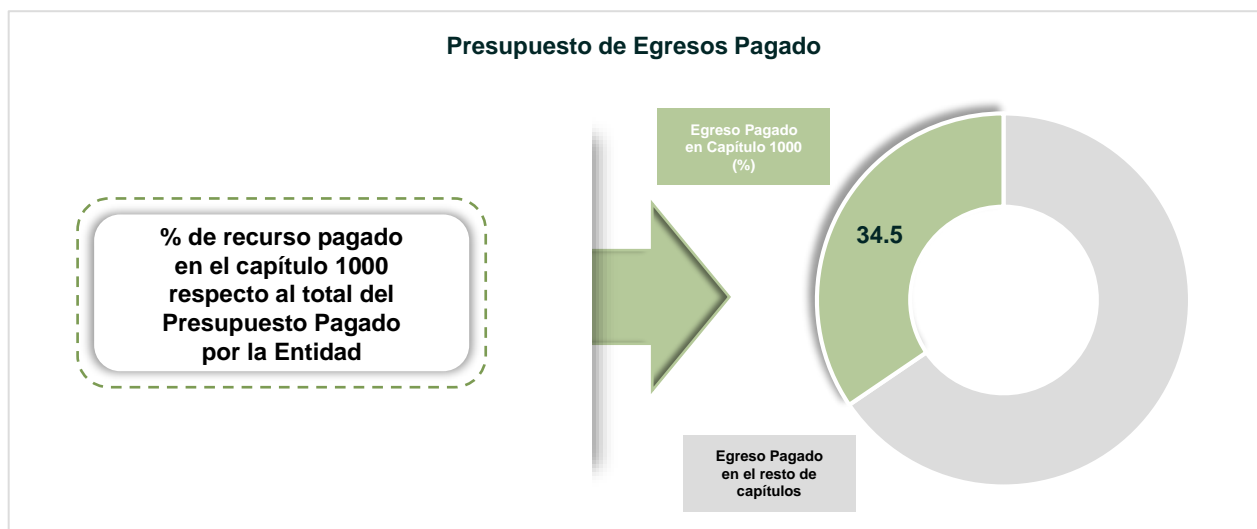 Presupuesto de Egresos Pagado
Egreso Pagado
en Capítulo 1000
(%)
% de recurso pagado
en el capítulo 1000
respecto al total del
Presupuesto Pagado
por la Entidad
34.5
Egreso Pagado
en el resto de
capítulos